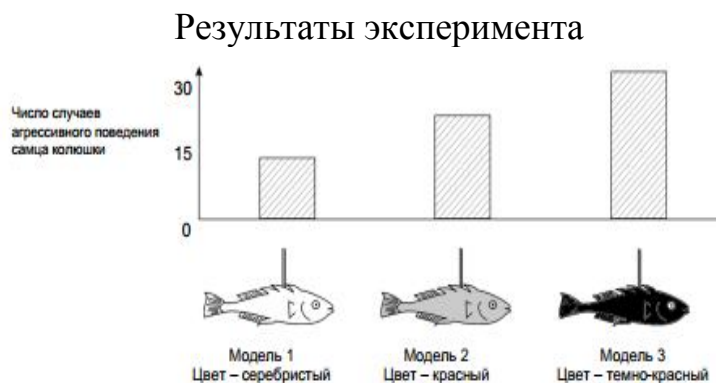 Результаты эксперимента
Число случаев
агрессивного поведения
самца колюшки
30
15
0
Модель 1
Цвет – серебристый
Модель 2
Цвет – красный
Модель 3
Цвет – темно-красный